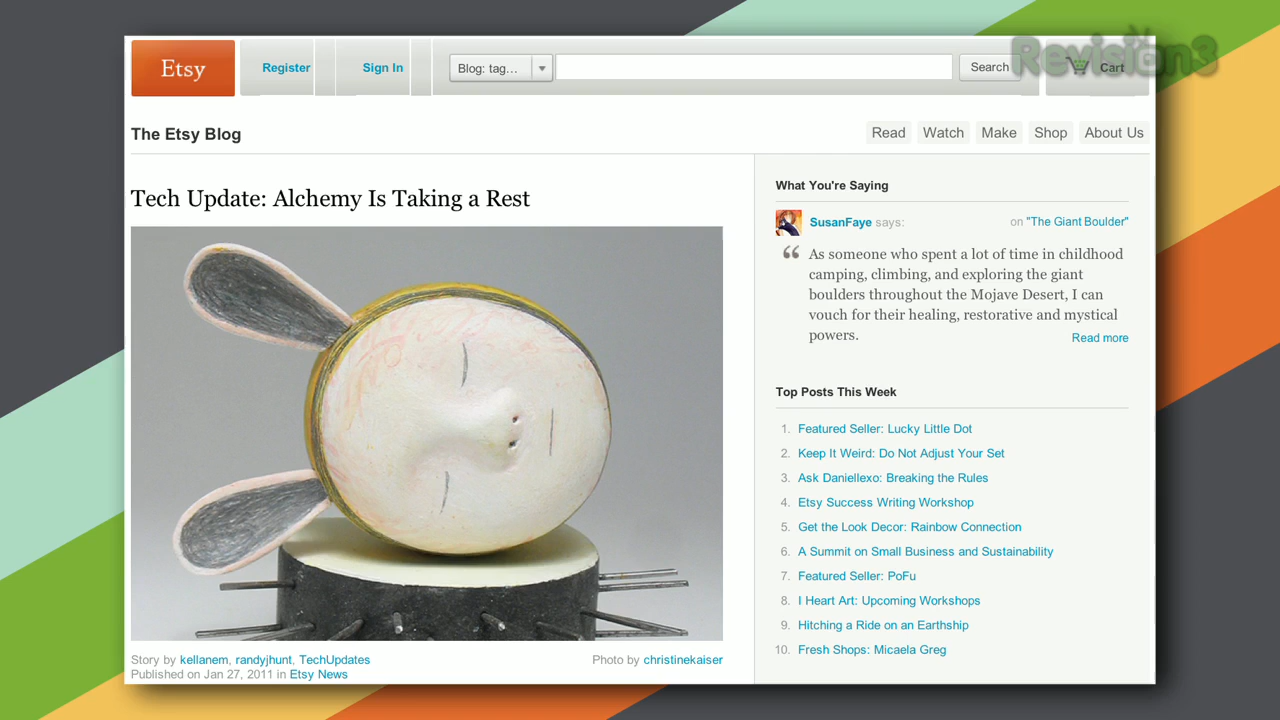 Etsy
Register
Sign In
Blog: tag...
Search
Cart
Revision3
The Etsy Blog
Read
Watch
Make
Shop
About Us
Tech Update: Alchemy Is Taking a Rest
Story by kellanem, randyjhunt, TechUpdates
Photo by christinekaiser
Published on Jan 27, 2011 in Etsy News
What You're Saying
SusanFaye says:
on "The Giant Boulder"
“ As someone who spent a lot of time in childhood
camping, climbing, and exploring the giant
boulders throughout the Mojave Desert, I can
vouch for their healing, restorative and mystical
powers.
Read more
Top Posts This Week
1. Featured Seller: Lucky Little Dot
2. Keep It Weird: Do Not Adjust Your Set
3. Ask Daniellexo: Breaking the Rules
4. Etsy Success Writing Workshop
5. Get the Look Decor: Rainbow Connection
6. A Summit on Small Business and Sustainability
7. Featured Seller: PoFu
8. I Heart Art: Upcoming Workshops
9. Hitching a Ride on an Earthship
10. Fresh Shops: Micaela Greg